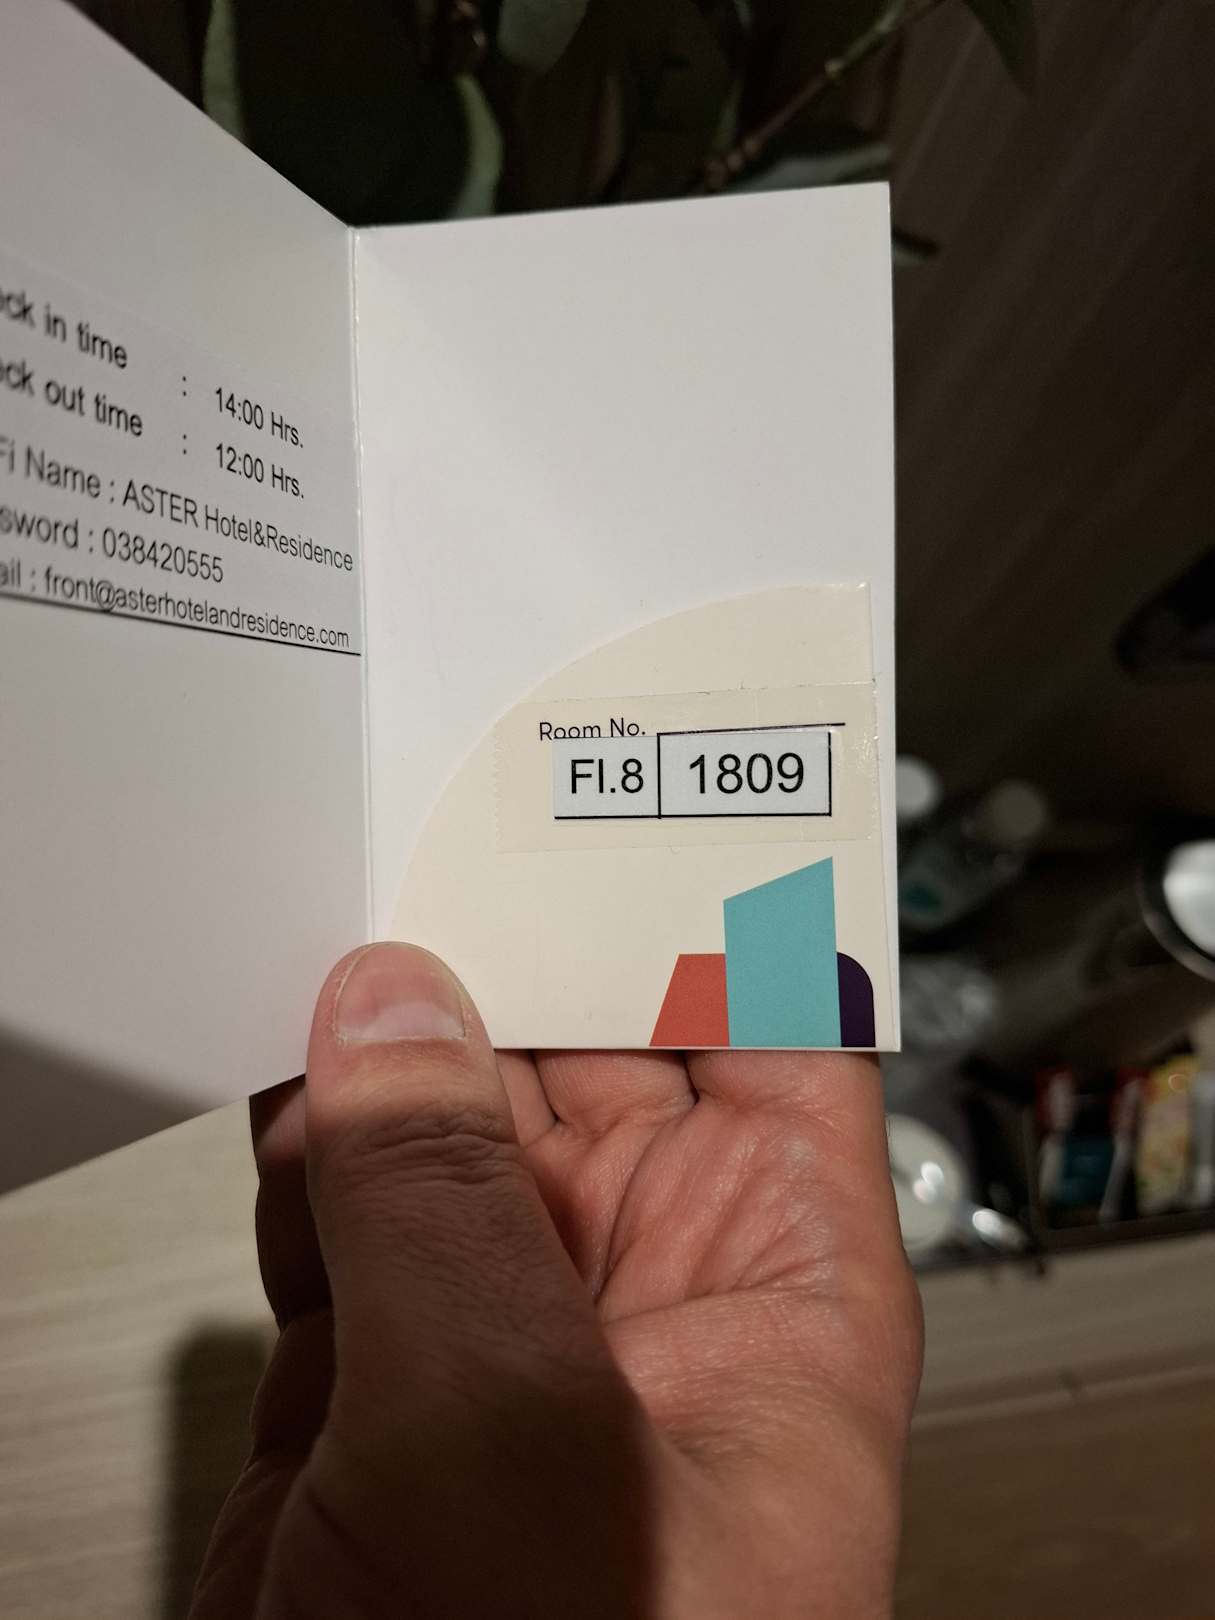 ck in time : 14:00 Hrs.
ck out time : 12:00 Hrs.
Fi Name : ASTER Hotel&Residence
sword : 038420555
ail : front@asterhotelandresidence.com
Room No.
Fl.8 1809